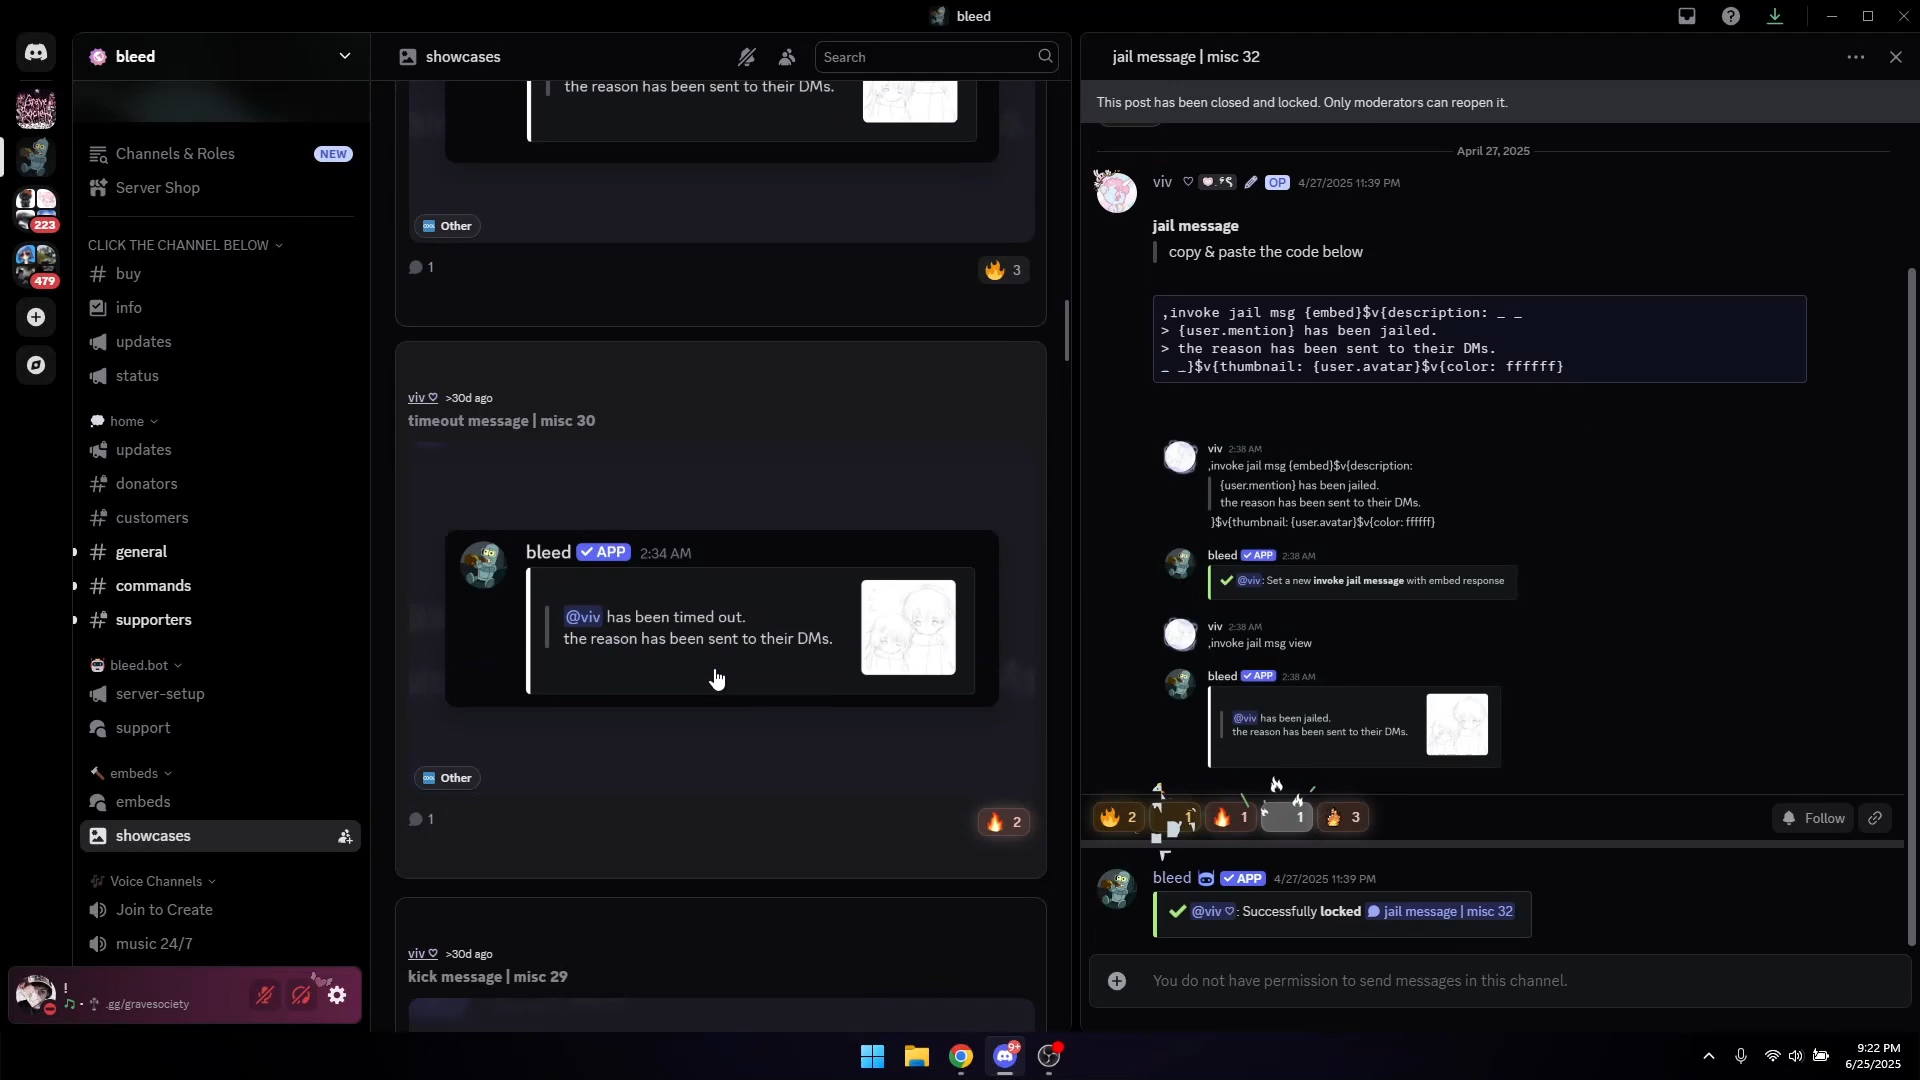 bleed
bleed
Channels & Roles
NEW
Server Shop
CLICK THE CHANNEL BELOW
buy
info
updates
status
home
updates
donators
customers
general
commands
supporters
bleed.bot
server-setup
support
embeds
embeds
showcases
Voice Channels
Join to Create
music 24/7
!
.gg/gravesociety
223
479
showcases
Search
the reason has been sent to their DMs.
Other
1
3
viv ♡ >30d ago
timeout message | misc 30
bleed ✓ APP 2:34 AM
@viv has been timed out.
the reason has been sent to their DMs.
Other
1
2
viv ♡ >30d ago
kick message | misc 29
jail message | misc 32
This post has been closed and locked. Only moderators can reopen it.
April 27, 2025
viv ♡ OP 4/27/2025 11:39 PM
jail message
copy & paste the code below
,invoke jail msg {embed}$v{description: _ _
> {user.mention} has been jailed.
> the reason has been sent to their DMs.
_ _}$v{thumbnail: {user.avatar}$v{color: ffffff}
viv 2:38 AM
,invoke jail msg {embed}$v{description:
{user.mention} has been jailed.
the reason has been sent to their DMs.
}$v{thumbnail: {user.avatar}$v{color: ffffff}
bleed ✓ APP 2:38 AM
@viv: Set a new invoke jail message with embed response
viv 2:38 AM
,invoke jail msg view
bleed ✓ APP 2:38 AM
@viv has been jailed.
the reason has been sent to their DMs.
2 1 1 1 3
Follow
bleed ✓ APP 4/27/2025 11:39 PM
@viv ♡: Successfully locked jail message | misc 32
You do not have permission to send messages in this channel.
9+
9:22 PM
6/25/2025